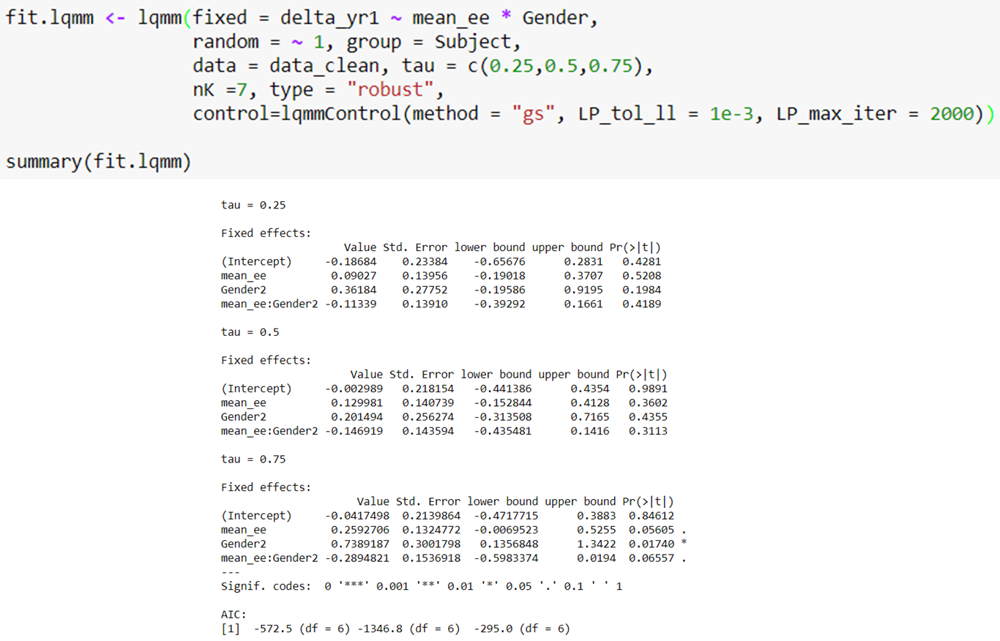 fit.lqmm <- lqmm(fixed = delta_yr1 ~ mean_ee * Gender,
random = ~ 1, group = Subject,
data = data_clean, tau = c(0.25,0.5,0.75),
nK =7, type = "robust",
control=lqmmControl(method = "gs", LP_tol_ll = 1e-3, LP_max_iter = 2000))
summary(fit.lqmm)
tau = 0.25
Fixed effects:
Value Std. Error lower bound upper bound Pr(>|t|)
(Intercept) -0.18684 0.23384 -0.65676 0.2831 0.4281
mean_ee 0.09027 0.13956 -0.19018 0.3707 0.5208
Gender2 0.36184 0.27752 -0.19586 0.9195 0.1984
mean_ee:Gender2 -0.11339 0.13910 -0.39292 0.1661 0.4189
tau = 0.5
Fixed effects:
Value Std. Error lower bound upper bound Pr(>|t|)
(Intercept) -0.002989 0.218154 -0.441386 0.4354 0.9891
mean_ee 0.129981 0.140739 -0.152844 0.4128 0.3602
Gender2 0.201494 0.256274 -0.313508 0.7165 0.4355
mean_ee:Gender2 -0.146919 0.143594 -0.435481 0.1416 0.3113
tau = 0.75
Fixed effects:
Value Std. Error lower bound upper bound Pr(>|t|)
(Intercept) -0.0417498 0.2139864 -0.4717715 0.3883 0.84612
mean_ee 0.2592706 0.1324772 -0.0069523 0.5255 0.05605 .
Gender2 0.7389187 0.3001798 0.1356848 1.3422 0.01740 *
mean_ee:Gender2 -0.2894821 0.1536918 -0.5983374 0.0194 0.06557 .
---
Signif. codes: 0 '***' 0.001 '**' 0.01 '*' 0.05 '.' 0.1 ' ' 1
AIC:
[1] -572.5 (df = 6) -1346.8 (df = 6) -295.0 (df = 6)